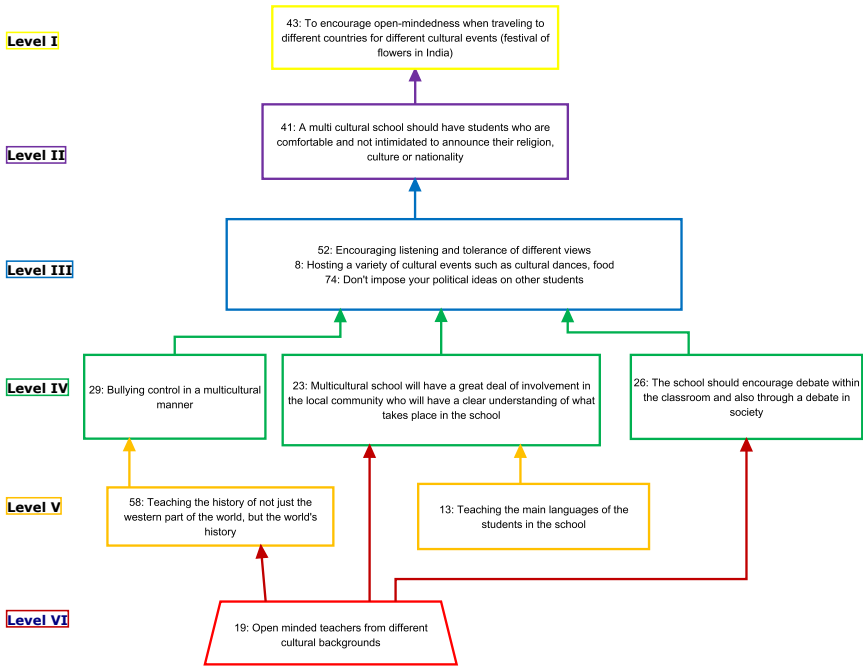 Level I
43: To encourage open-mindedness when traveling to
different countries for different cultural events (festival of
flowers in India)
Level II
41: A multi cultural school should have students who are
comfortable and not intimidated to announce their religion,
culture or nationality
Level III
52: Encouraging listening and tolerance of different views
8: Hosting a variety of cultural events such as cultural dances, food
74: Don't impose your political ideas on other students
Level IV
29: Bullying control in a multicultural
manner
23: Multicultural school will have a great deal of involvement in
the local community who will have a clear understanding of what
takes place in the school
26: The school should encourage debate within
the classroom and also through a debate in
society
Level V
58: Teaching the history of not just the
western part of the world, but the world's
history
13: Teaching the main languages of the
students in the school
Level VI
19: Open minded teachers from different
cultural backgrounds